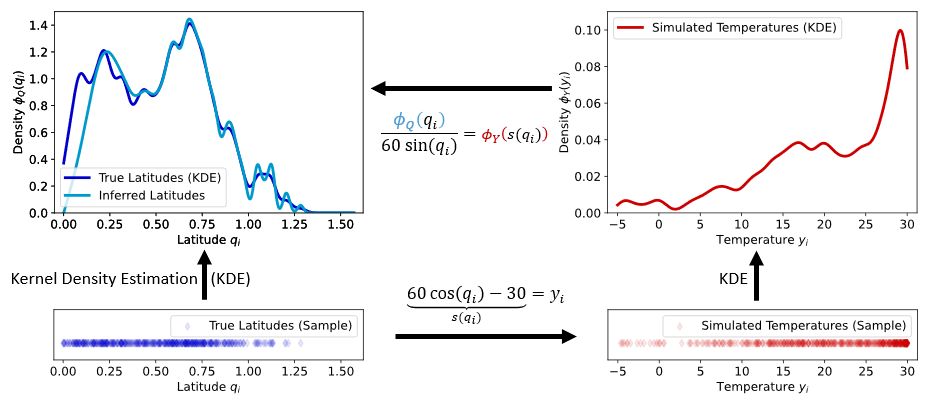 1.4
1.2
1.0
0.8
0.6
0.4
0.2
0.0
Density ϕ_Q(q_i)
True Latitudes (KDE)
Inferred Latitudes
0.00 0.25 0.50 0.75 1.00 1.25 1.50
Latitude q_i
ϕ_Q(q_i) / 60 sin(q_i) = ϕ_Y(s(q_i))
0.10
0.08
0.06
0.04
0.02
0.00
Density ϕ_Y(y_i)
Simulated Temperatures (KDE)
−5 0 5 10 15 20 25 30
Temperature y_i
Kernel Density Estimation (KDE)
KDE
60 cos(q_i) − 30 = y_i
s(q_i)
True Latitudes (Sample)
0.00 0.25 0.50 0.75 1.00 1.25 1.50
Latitude q_i
Simulated Temperatures (Sample)
−5 0 5 10 15 20 25 30
Temperature y_i